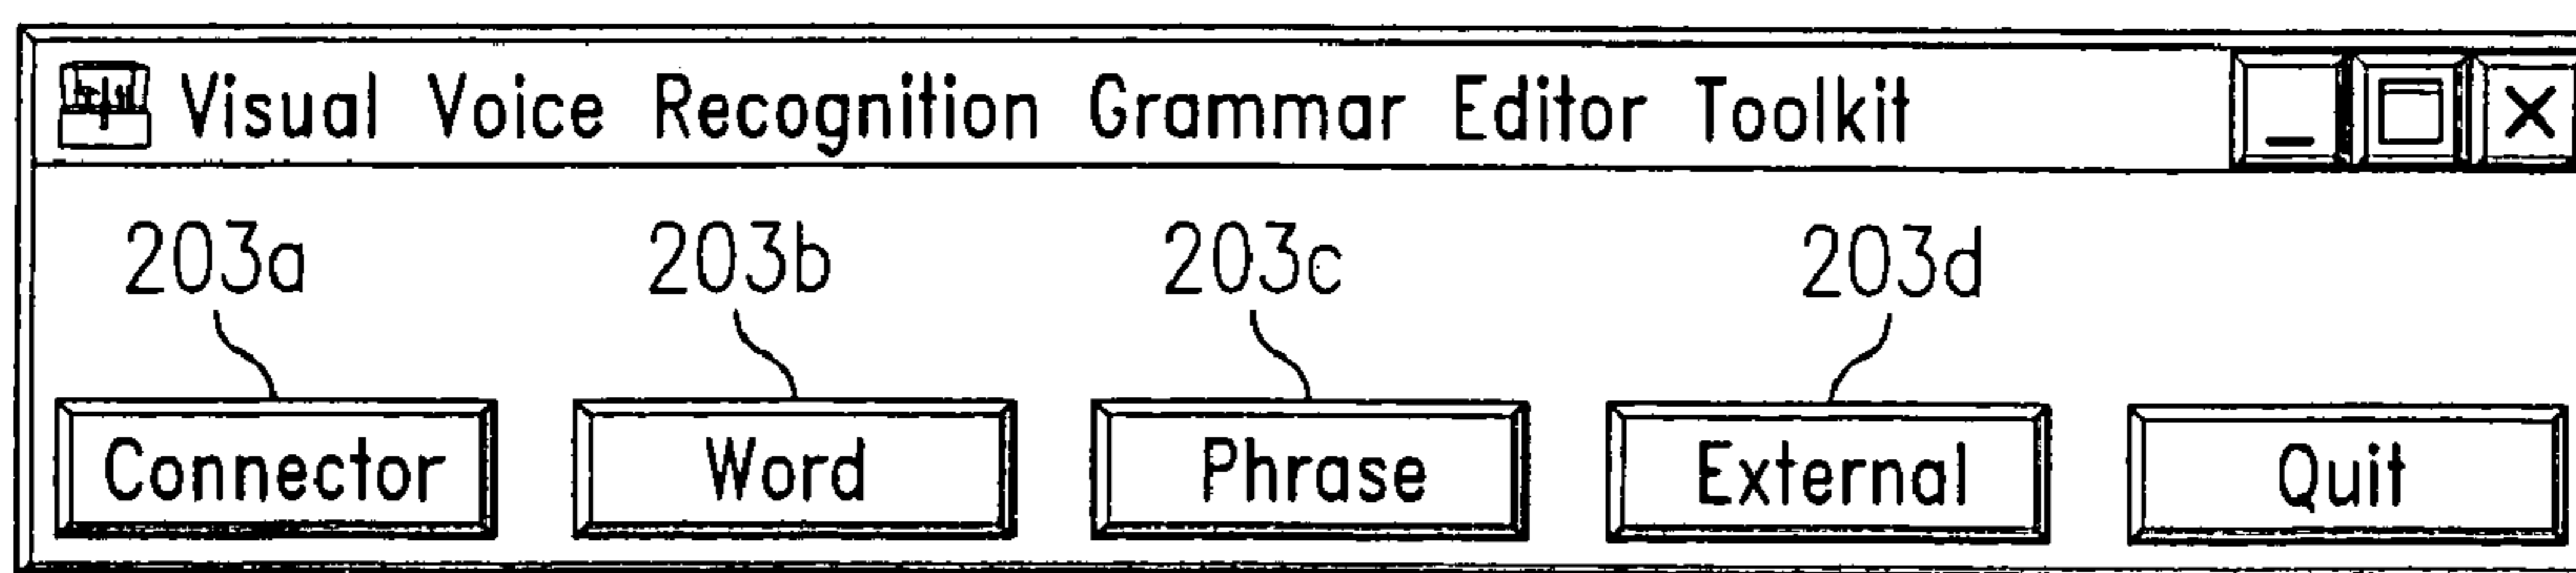 Visual Voice Recognition Grammar Editor Toolkit
203a 203b 203c 203d
Connector Word Phrase External Quit